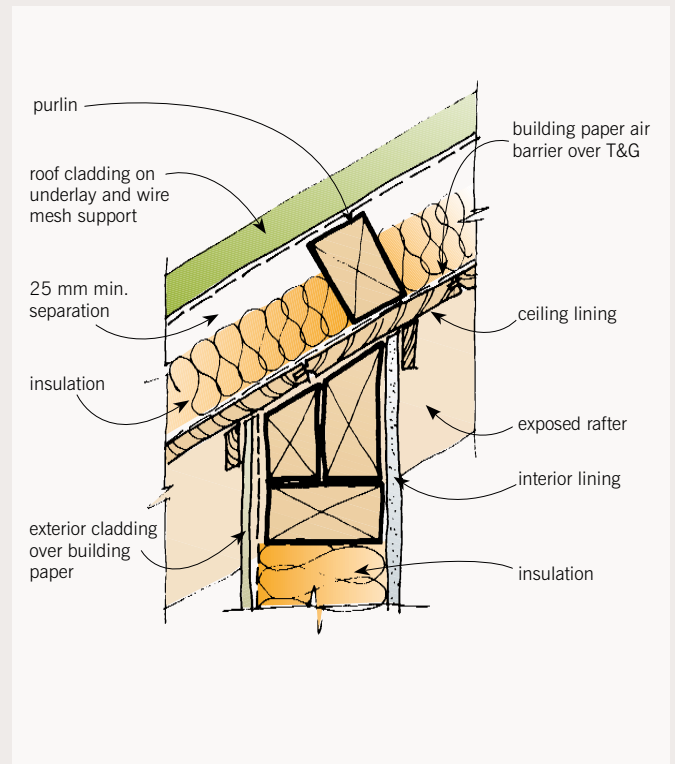 purlin
roof cladding on
underlay and wire
mesh support
25 mm min.
separation
insulation
exterior cladding
over building
paper
building paper air
barrier over T&G
ceiling lining
exposed rafter
interior lining
insulation